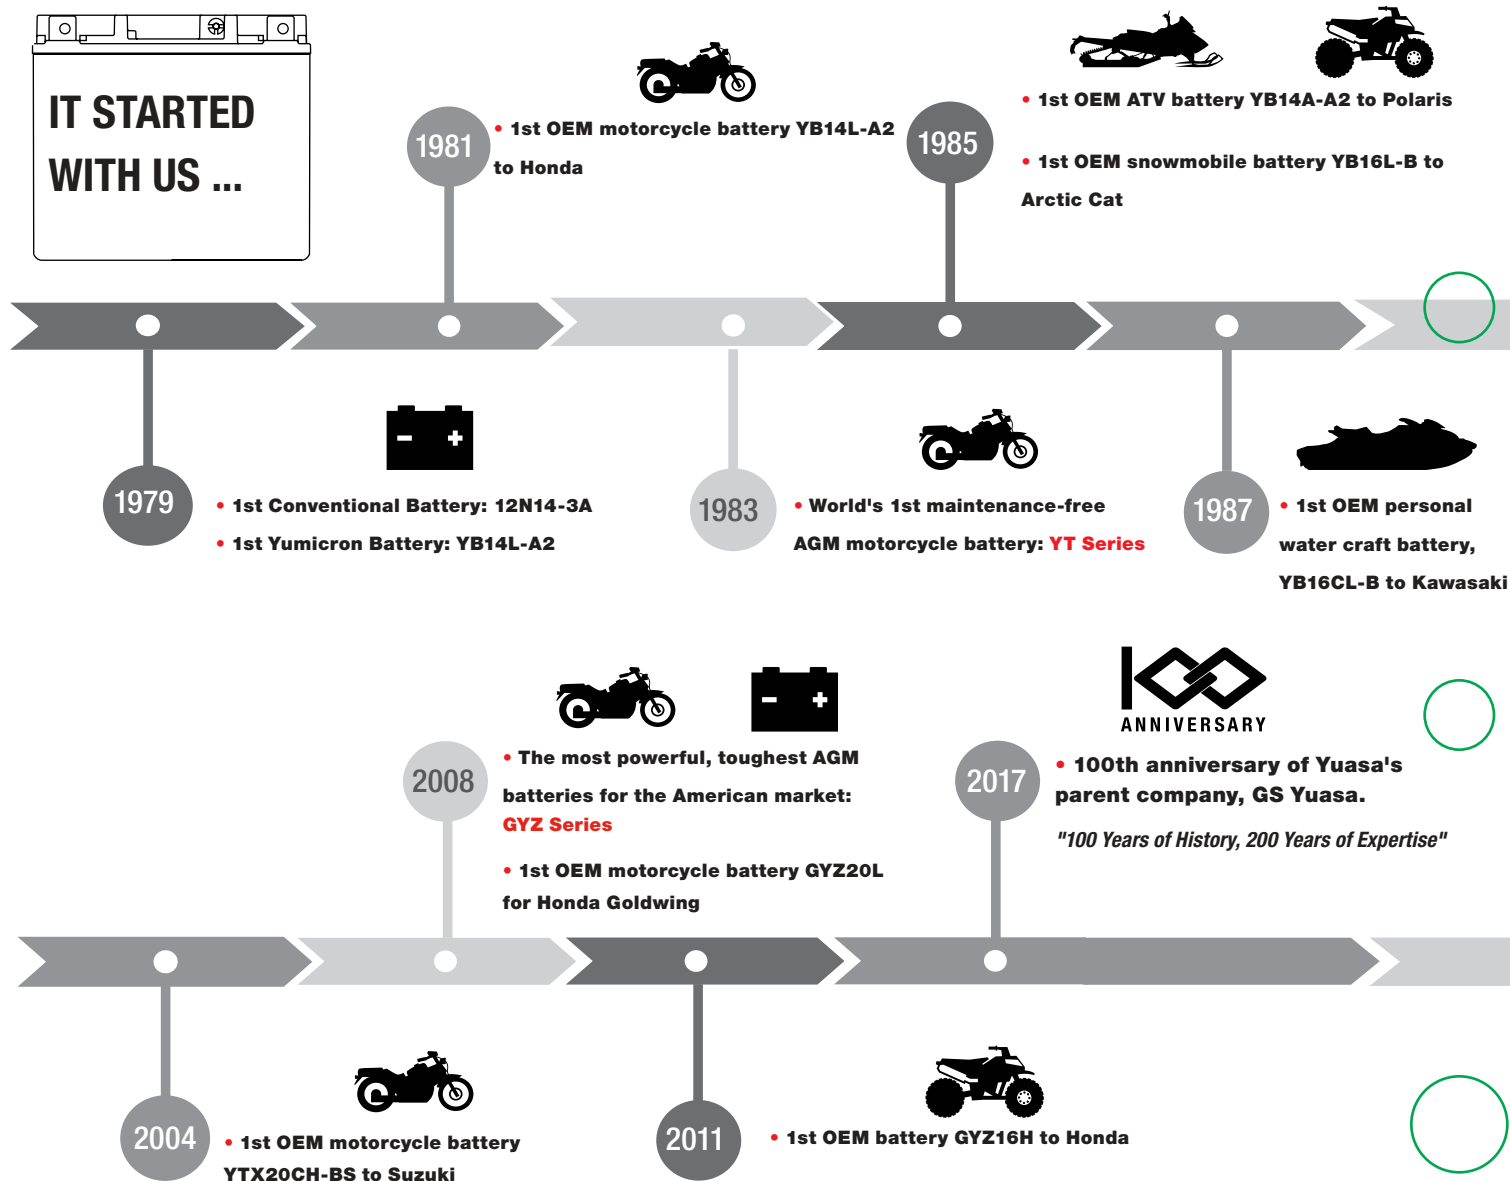 IT STARTED
WITH US ...
1981
• 1st OEM motorcycle battery YB14L-A2
to Honda
1985
• 1st OEM ATV battery YB14A-A2 to Polaris
• 1st OEM snowmobile battery YB16L-B to
Arctic Cat
1979
• 1st Conventional Battery: 12N14-3A
• 1st Yumicron Battery: YB14L-A2
1983
• World's 1st maintenance-free
AGM motorcycle battery: YT Series
1987
• 1st OEM personal
water craft battery,
YB16CL-B to Kawasaki
2008
• The most powerful, toughest AGM
batteries for the American market:
GYZ Series
• 1st OEM motorcycle battery GYZ20L
for Honda Goldwing
100
ANNIVERSARY
2017
• 100th anniversary of Yuasa's
parent company, GS Yuasa.
"100 Years of History, 200 Years of Expertise"
2004
• 1st OEM motorcycle battery
YTX20CH-BS to Suzuki
2011
• 1st OEM battery GYZ16H to Honda